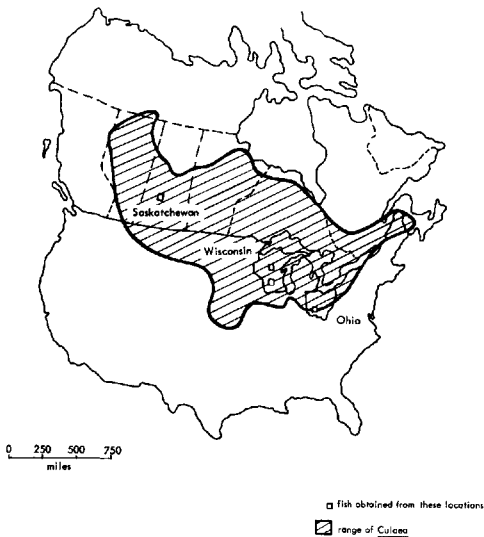 Saskatchewan
Wisconsin
Ohio
0 250 500 750
miles
fish obtained from these locations
range of Culaea